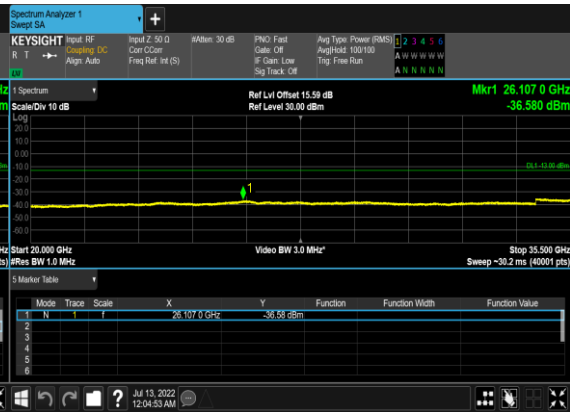 Spectrum Analyzer 1
Swept SA
+
KEYSIGHT Input: RF Input Z: 50 Ω #Atten: 30 dB PNO: Fast Avg Type: Power (RMS) 1 2 3 4 5 6
R T Coupling: DC Corr CCorr Gate: Off Avg|Hold: 100/100 A W W W W W
Align: Auto Freq Ref: Int (S) IF Gain: Low Trig: Free Run
Sig Track: Off A N N N N N
1 Spectrum Ref Lvl Offset 15.59 dB Mkr1 26.107 0 GHz
Scale/Div 10 dB Ref Level 30.00 dBm -36.580 dBm
Log
20.0
10.0
0.00
-10.0 DL1 -13.00 dBm
-20.0
-30.0 1
-40.0
-50.0
-60.0
Start 20.000 GHz Video BW 3.0 MHz* Stop 35.500 GHz
#Res BW 1.0 MHz Sweep ~30.2 ms (40001 pts)
5 Marker Table
Mode Trace Scale X Y Function Function Width Function Value
1 N 1 f 26.107 0 GHz -36.58 dBm
2
3
4
5
6
? Jul 13, 2022
12:04:53 AM